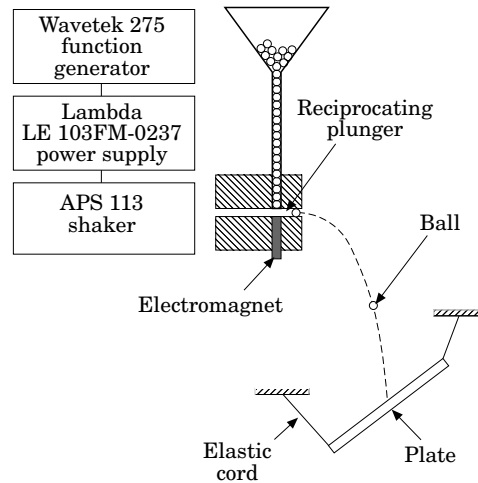 Wavetek 275
function
generator
Lambda
LE 103FM-0237
power supply
APS 113
shaker
Reciprocating
plunger
Ball
Electromagnet
Elastic
cord
Plate